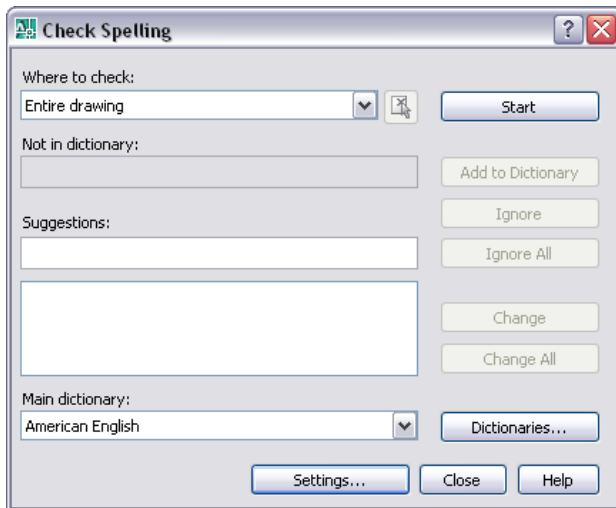 Check Spelling
Where to check:
Entire drawing
Start
Not in dictionary:
Add to Dictionary
Ignore
Suggestions:
Ignore All
Change
Change All
Main dictionary:
American English
Dictionaries...
Settings...
Close
Help